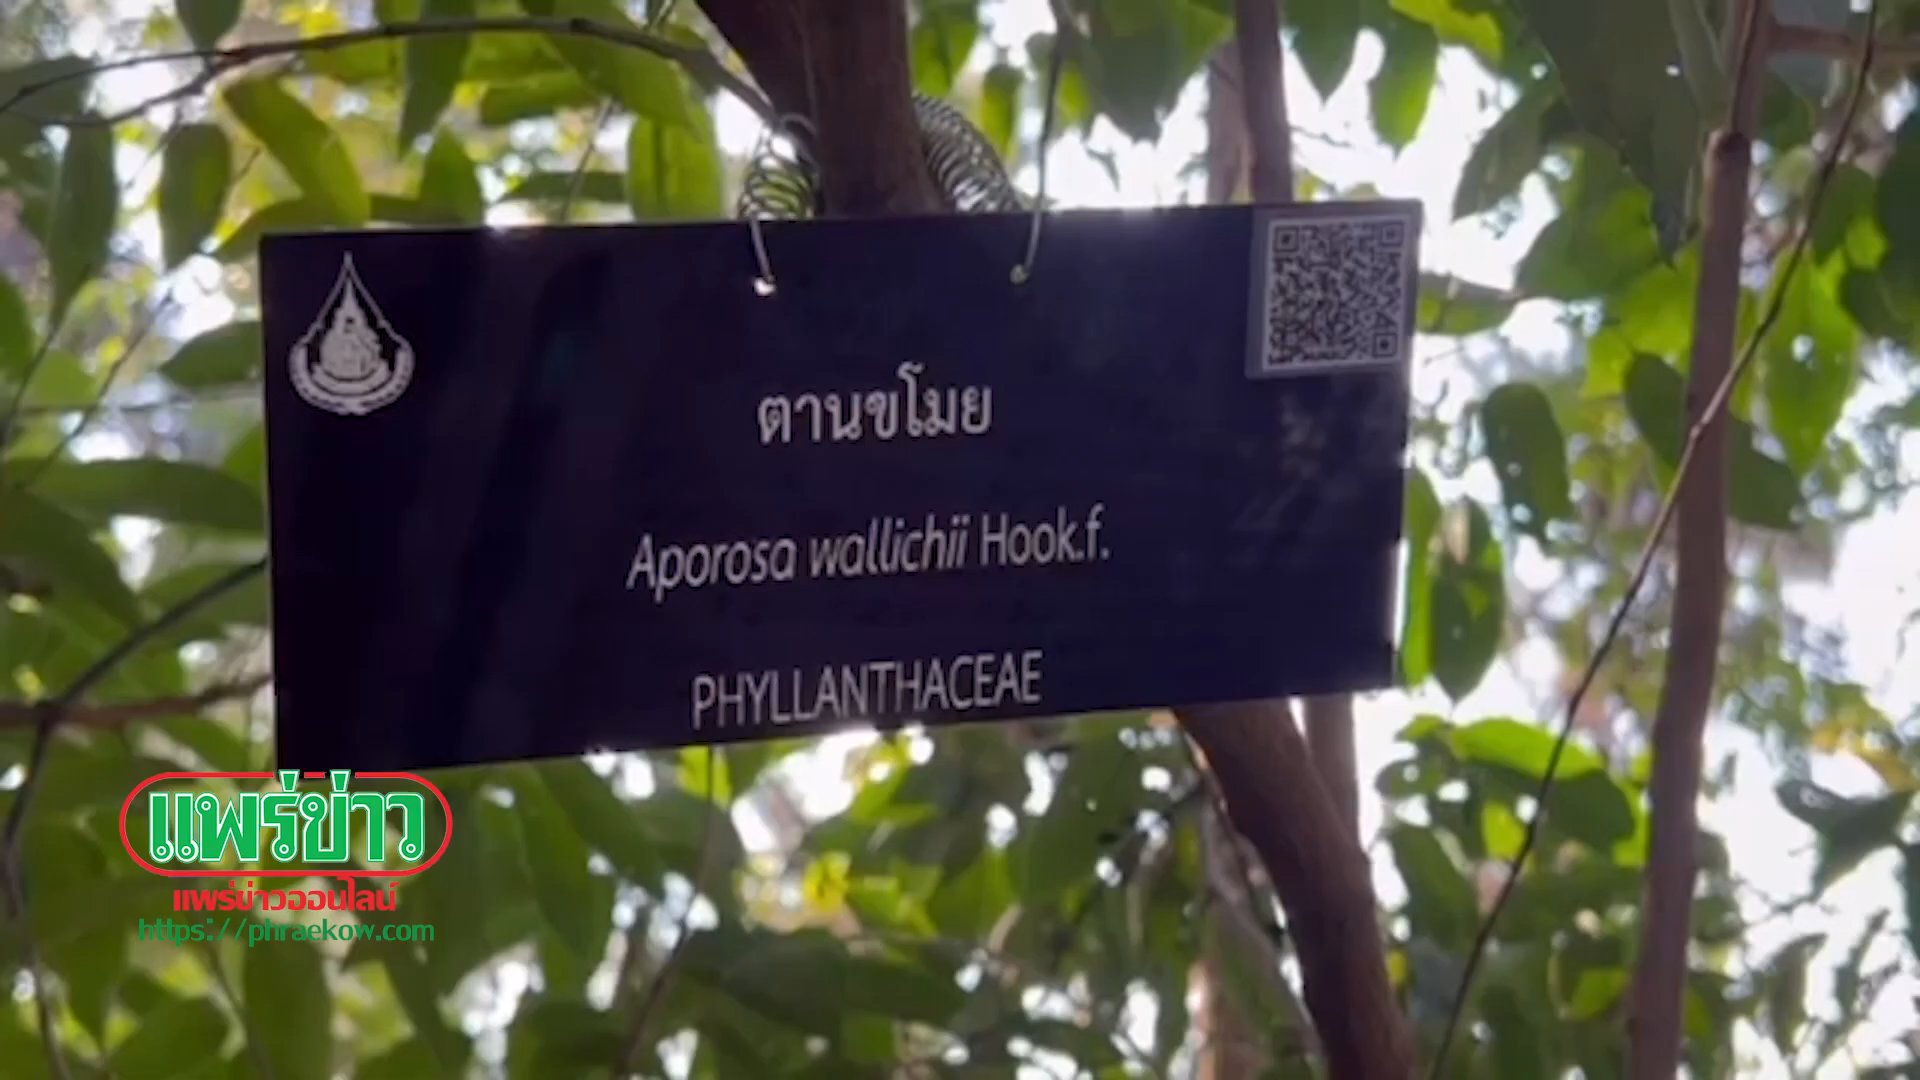 ตานขโมย
Aporosa wallichii Hook.f.
PHYLLANTHACEAE
แพร่ข่าว
แพร่ข่าวออนไลน์
https://phraekow.com